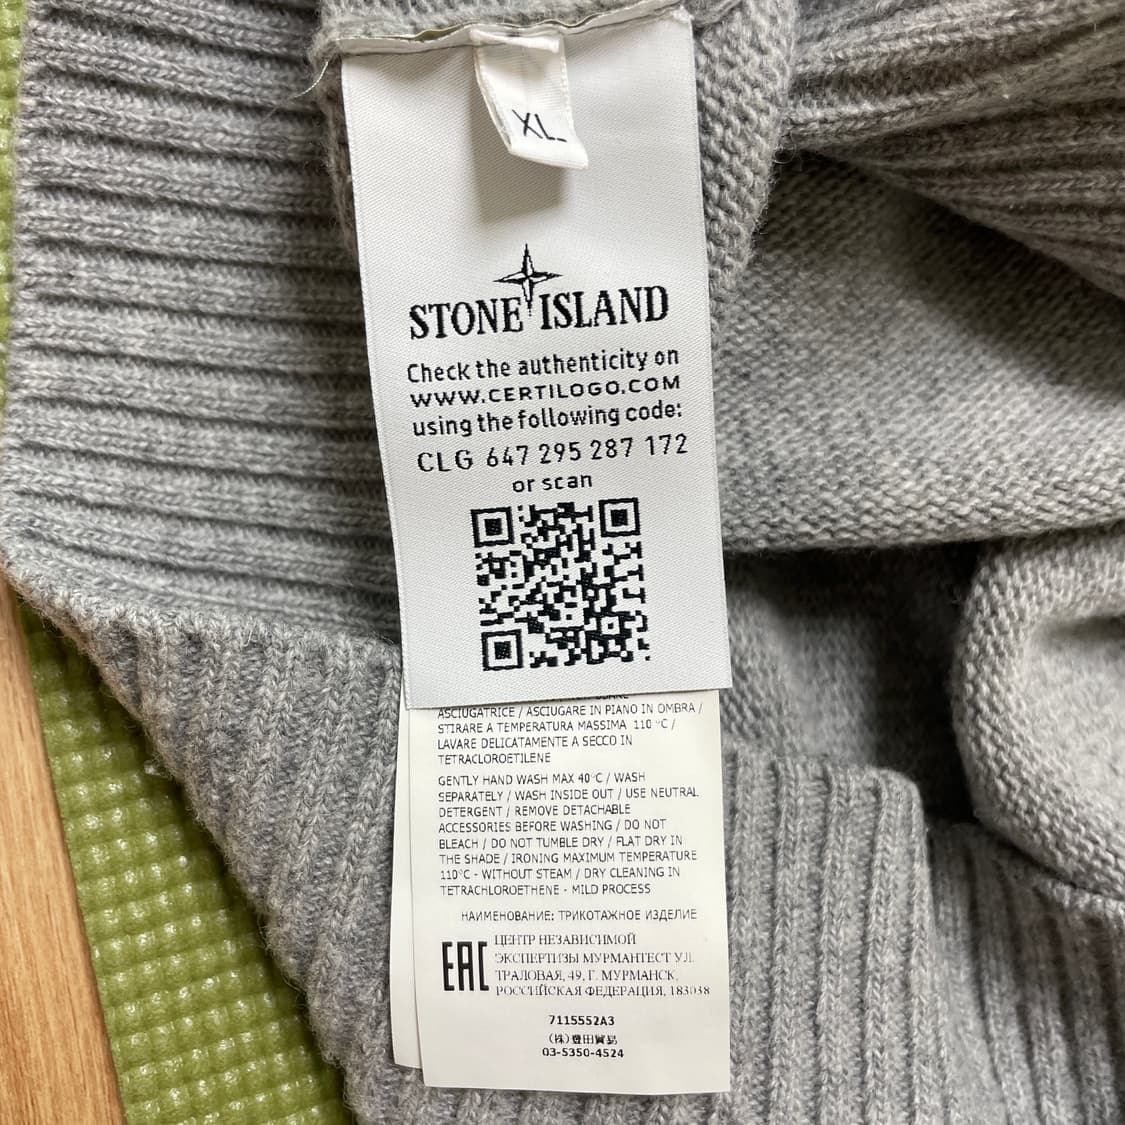 XL
STONE ISLAND
Check the authenticity on
WWW.CERTILOGO.COM
using the following code:
CLG 647 295 287 172
or scan
ASCIUGATRICE / ASCIUGARE IN PIANO IN OMBRA /
STIRARE A TEMPERATURA MASSIMA 110 °C /
LAVARE DELICATAMENTE A SECCO IN
TETRACLOROETILENE
GENTLY HAND WASH MAX 40°C / WASH
SEPARATELY / WASH INSIDE OUT / USE NEUTRAL
DETERGENT / REMOVE DETACHABLE
ACCESSORIES BEFORE WASHING / DO NOT
BLEACH / DO NOT TUMBLE DRY / FLAT DRY IN
THE SHADE / IRONING MAXIMUM TEMPERATURE
110°C - WITHOUT STEAM / DRY CLEANING IN
TETRACHLOROETHENE - MILD PROCESS
НАИМЕНОВАНИЕ: ТРИКОТАЖНОЕ ИЗДЕЛИЕ
EAC
ЦЕНТР НЕЗАВИСИМОЙ
ЭКСПЕРТИЗЫ МУРМАНТЕСТ УЛ.
ТРАЛОВАЯ, 49, Г. МУРМАНСК,
РОССИЙСКАЯ ФЕДЕРАЦИЯ, 183038
7115552A3
(株)豊田貿易
03-5350-4524